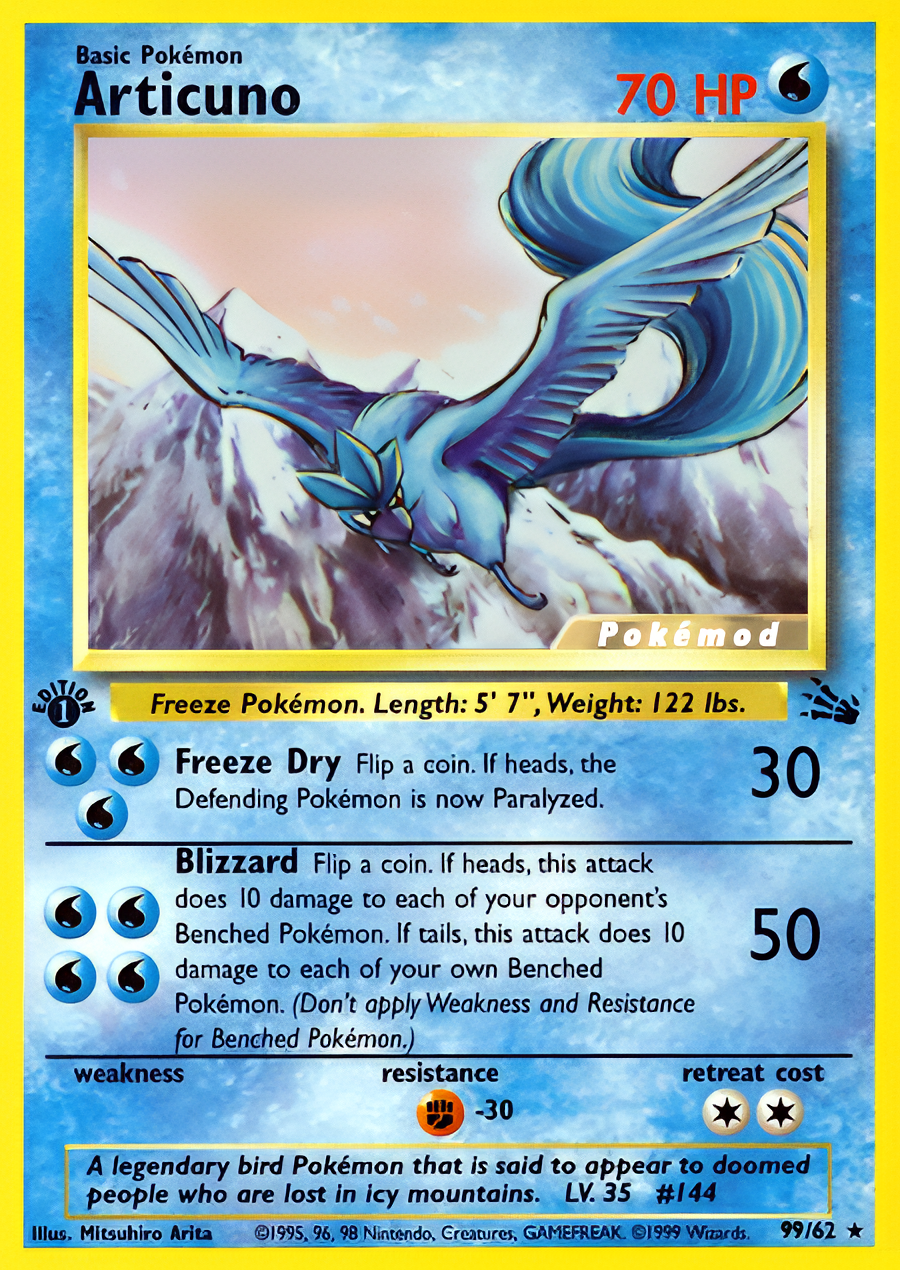 Basic Pokémon
Articuno
70 HP
Pokémod
EDITION
1
Freeze Pokémon. Length: 5' 7", Weight: 122 lbs.
Freeze Dry Flip a coin. If heads, the
Defending Pokémon is now Paralyzed.
30
Blizzard Flip a coin. If heads, this attack
does 10 damage to each of your opponent's
Benched Pokémon. If tails, this attack does 10
damage to each of your own Benched
Pokémon. (Don't apply Weakness and Resistance
for Benched Pokémon.)
50
weakness
resistance
retreat cost
-30
A legendary bird Pokémon that is said to appear to doomed
people who are lost in icy mountains. LV. 35 #144
Illus. Mitsuhiro Arita
©1995, 96, 98 Nintendo, Creatures, GAMEFREAK. ©1999 Wizards.
99/62